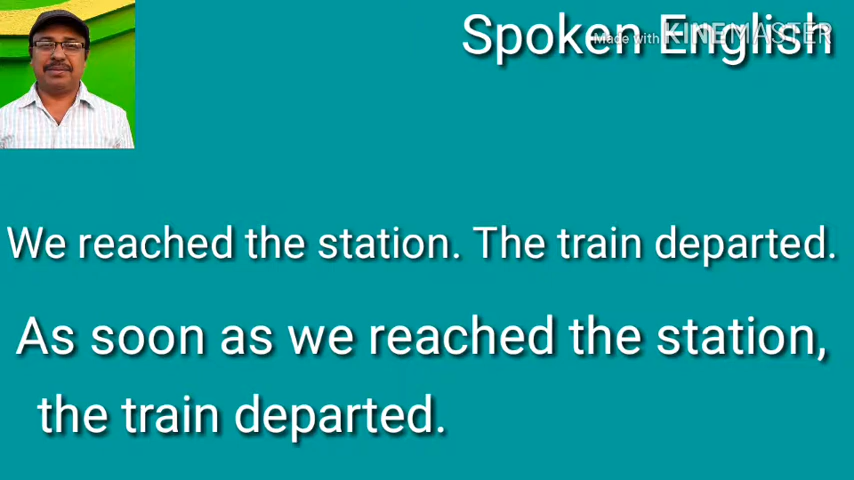 Spoken English
Made with KINEMASTER
We reached the station. The train departed.
As soon as we reached the station,
the train departed.